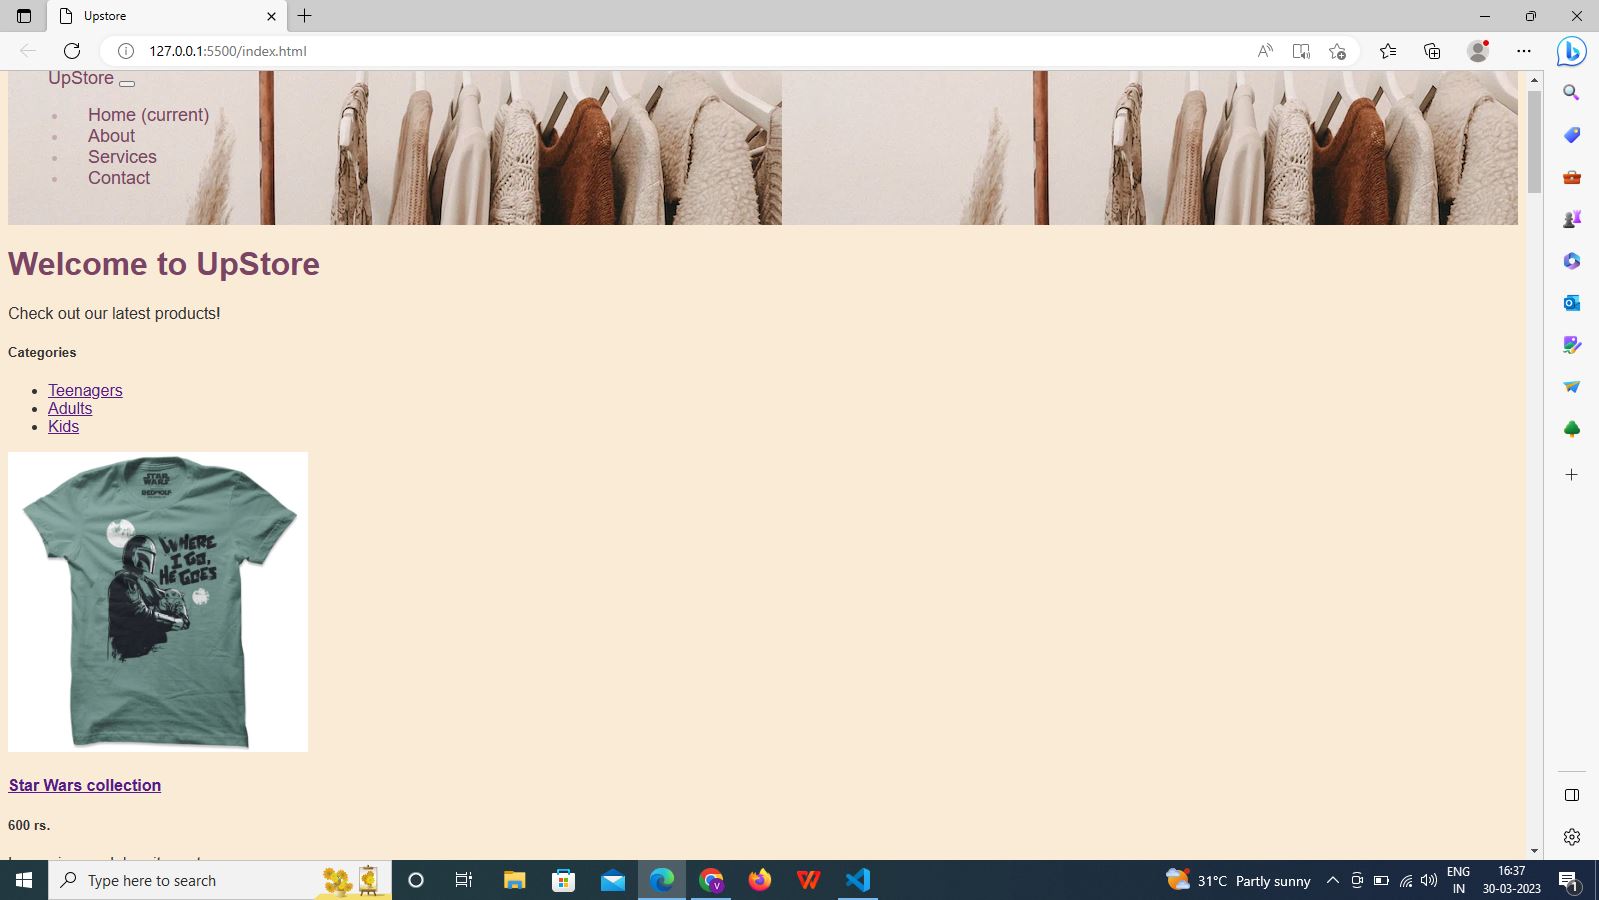 Upstore
127.0.0.1:5500/index.html
UpStore
Home (current)
About
Services
Contact
Welcome to UpStore
Check out our latest products!
Categories
Teenagers
Adults
Kids
STAR
WARS
REDWOLF
WHERE
I GO,
HE GOES
Star Wars collection
600 rs.
Type here to search
31°C Partly sunny
ENG
IN
16:37
30-03-2023
1